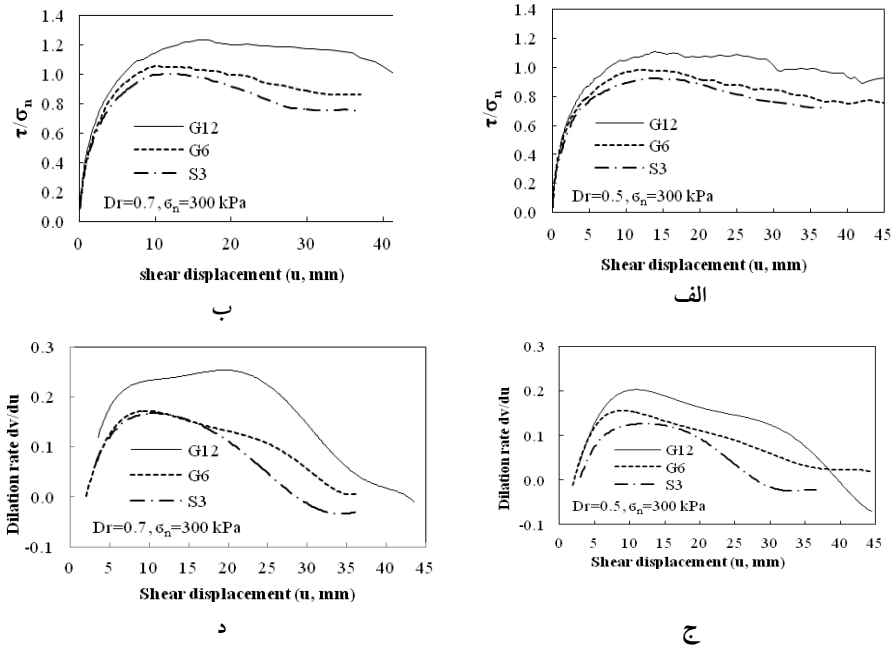 1.4
1.2
1.0
0.8
0.6
0.4
0.2
0.0
τ/σn
G12
G6
S3
Dr=0.7, σn=300 kPa
0 10 20 30 40
shear displacement (u, mm)
ب
1.4
1.2
1.0
0.8
0.6
0.4
0.2
0.0
τ/σn
G12
G6
S3
Dr=0.5, σn=300 kPa
0 5 10 15 20 25 30 35 40 45
Shear displacement (u, mm)
الف
0.3
0.2
0.1
0.0
-0.1
Dilation rate dv/du
G12
G6
S3
Dr=0.7, σn=300 kPa
0 5 10 15 20 25 30 35 40 45
Shear displacement (u, mm)
د
0.3
0.2
0.1
0.0
-0.1
Dilation rate dv/du
G12
G6
S3
Dr=0.5, σn=300 kPa
0 5 10 15 20 25 30 35 40 45
Shear displacement (u, mm)
ج